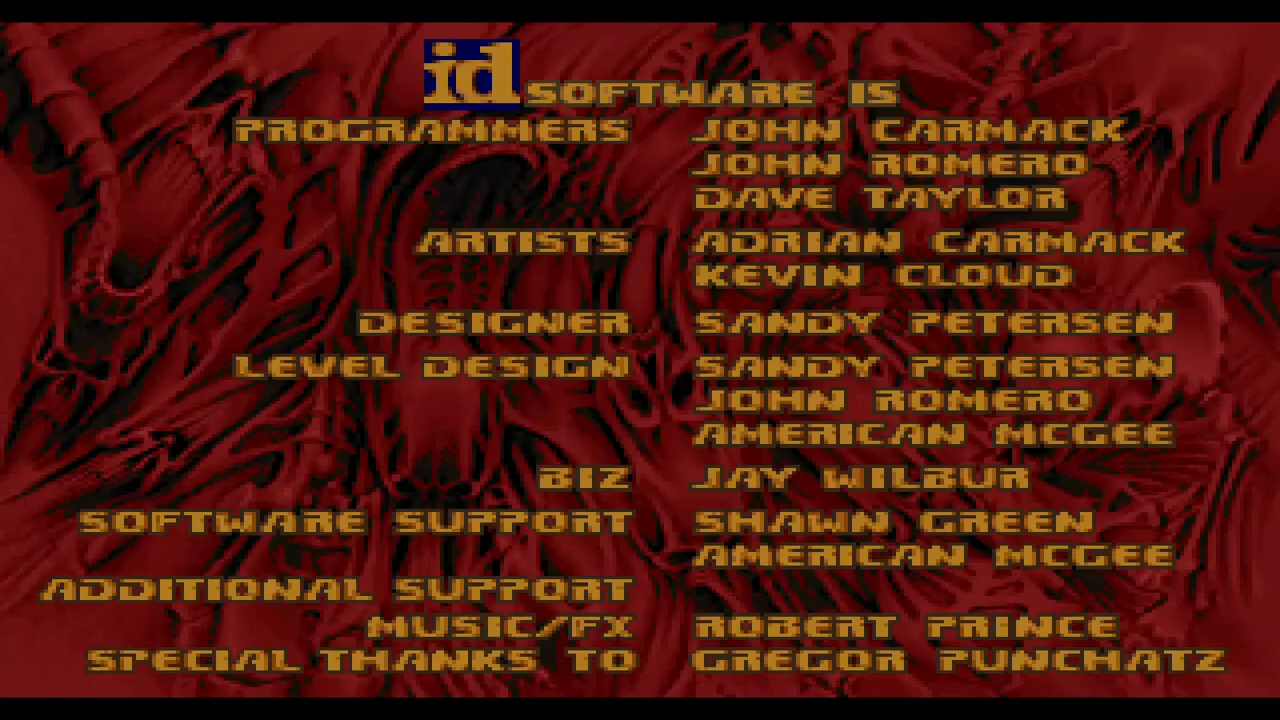 id SOFTWARE IS
PROGRAMMERS JOHN CARMACK
JOHN ROMERO
DAVE TAYLOR
ARTISTS ADRIAN CARMACK
KEVIN CLOUD
DESIGNER SANDY PETERSEN
LEVEL DESIGN SANDY PETERSEN
JOHN ROMERO
AMERICAN MCGEE
BIZ JAY WILBUR
SOFTWARE SUPPORT SHAWN GREEN
AMERICAN MCGEE
ADDITIONAL SUPPORT
MUSIC/FX ROBERT PRINCE
SPECIAL THANKS TO GREGOR PUNCHATZ